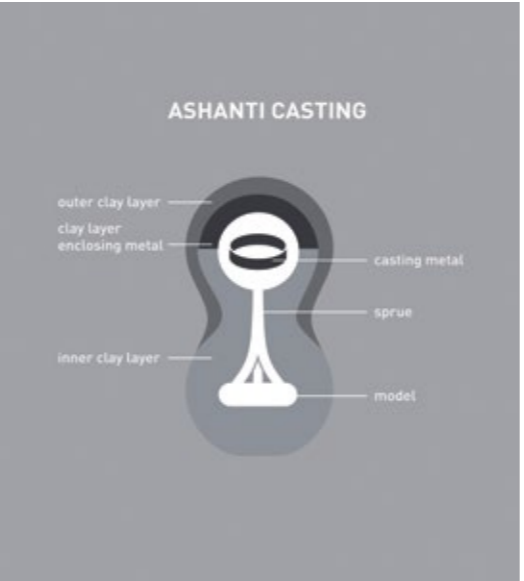 ASHANTI CASTING
outer clay layer
clay layer
enclosing metal
casting metal
sprue
inner clay layer
model